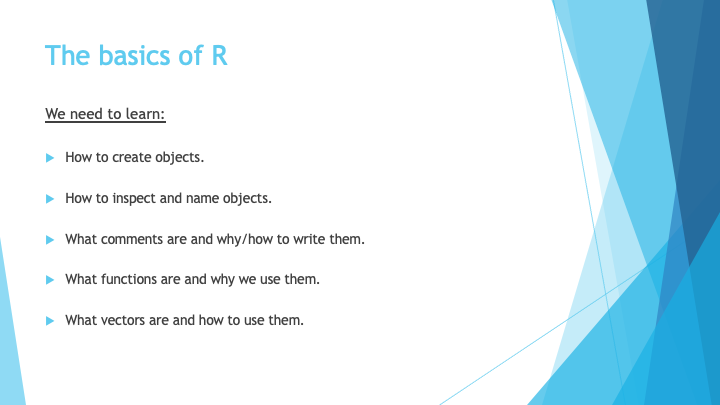 The basics of R
We need to learn:
How to create objects.
How to inspect and name objects.
What comments are and why/how to write them.
What functions are and why we use them.
What vectors are and how to use them.